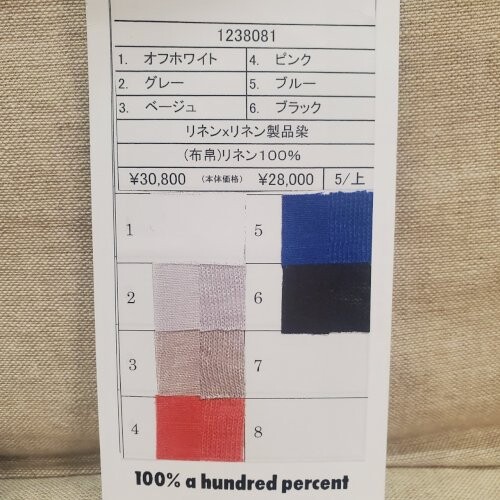 1238081
1. オフホワイト 4. ピンク
2. グレー 5. ブルー
3. ベージュ 6. ブラック
リネンxリネン製品染
(布帛)リネン100%
¥30,800 (本体価格) ¥28,000 5/上
1 5
2 6
3 7
4 8
100% a hundred percent